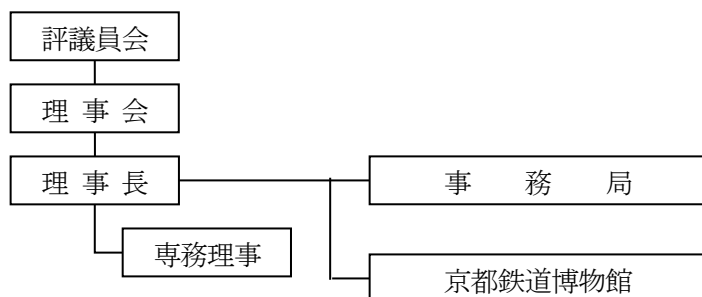 評議員会
理 事 会
理 事 長
事 務 局
専務理事
京都鉄道博物館